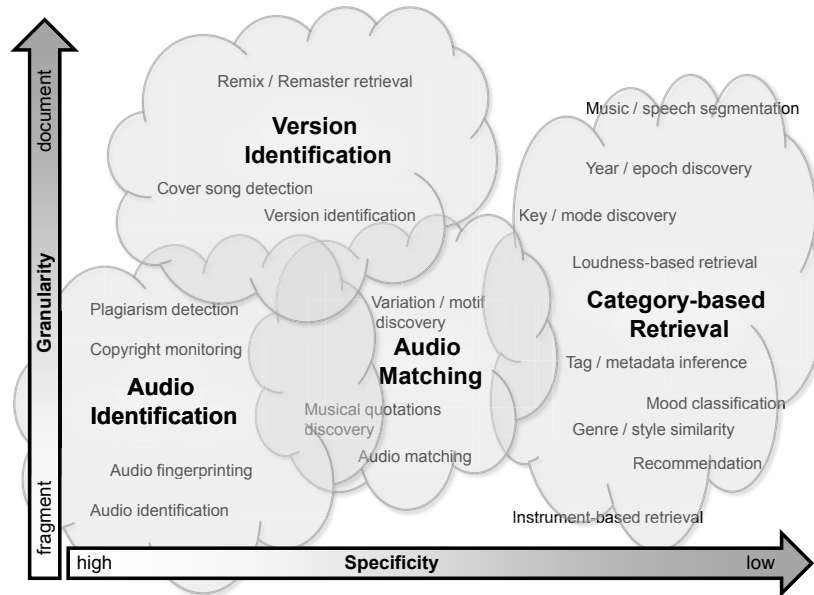 document
Granularity
fragment
Remix / Remaster retrieval
Version
Identification
Cover song detection
Version identification
Music / speech segmentation
Year / epoch discovery
Key / mode discovery
Loudness-based retrieval
Category-based
Retrieval
Tag / metadata inference
Mood classification
Genre / style similarity
Recommendation
Instrument-based retrieval
Plagiarism detection
Copyright monitoring
Audio
Identification
Audio fingerprinting
Audio identification
Variation / motif
discovery
Audio
Matching
Musical quotations
discovery
Audio matching
high
Specificity
low